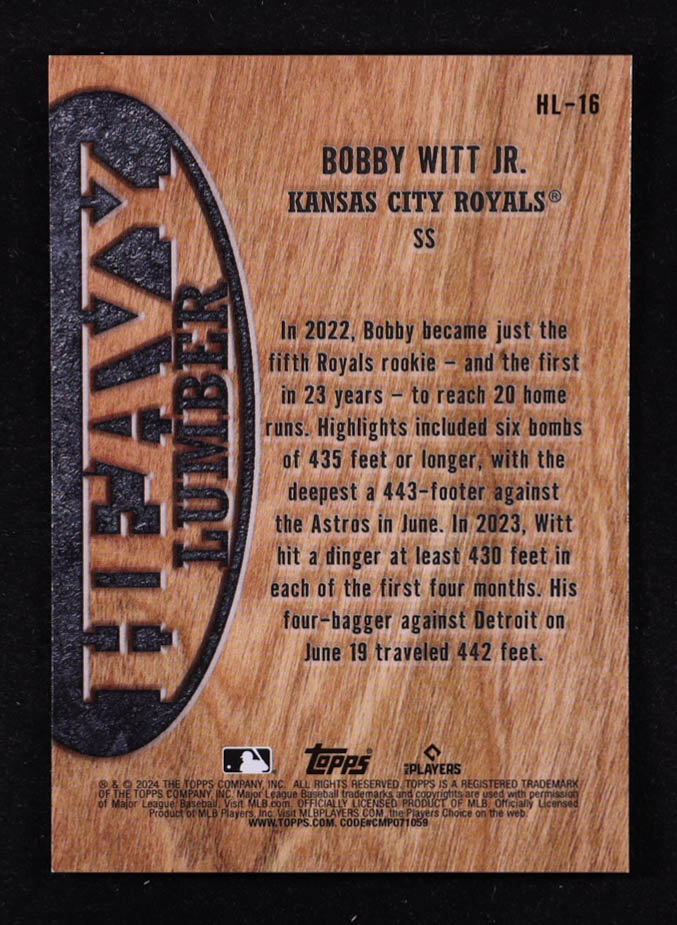 HL-16
BOBBY WITT JR.
KANSAS CITY ROYALS®
SS
HEAVY
LUMBER
In 2022, Bobby became just the
fifth Royals rookie – and the first
in 23 years – to reach 20 home
runs. Highlights included six bombs
of 435 feet or longer, with the
deepest a 443-footer against
the Astros in June. In 2023, Witt
hit a dinger at least 430 feet in
each of the first four months. His
four-bagger against Detroit on
June 19 traveled 442 feet.
Topps
PLAYERS
® & © 2024 THE TOPPS COMPANY, INC. ALL RIGHTS RESERVED. TOPPS IS A REGISTERED TRADEMARK
OF THE TOPPS COMPANY, INC. Major League Baseball trademarks and copyrights are used with permission
of Major League Baseball. Visit MLB.com. OFFICIALLY LICENSED PRODUCT OF MLB. Officially Licensed
Product of MLB Players, Inc. Visit MLBPLAYERS.COM, the Players Choice on the web.
WWW.TOPPS.COM. CODE#CMP071059